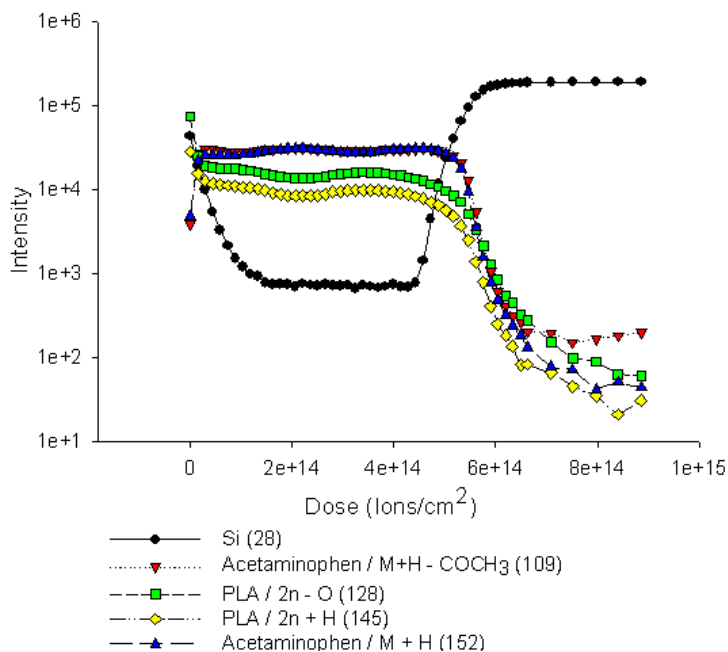 1e+6
1e+5
1e+4
1e+3
1e+2
1e+1
Intensity
0 2e+14 4e+14 6e+14 8e+14 1e+15
Dose (Ions/cm²)
Si (28)
Acetaminophen / M+H - COCH₃ (109)
PLA / 2n - O (128)
PLA / 2n + H (145)
Acetaminophen / M + H (152)